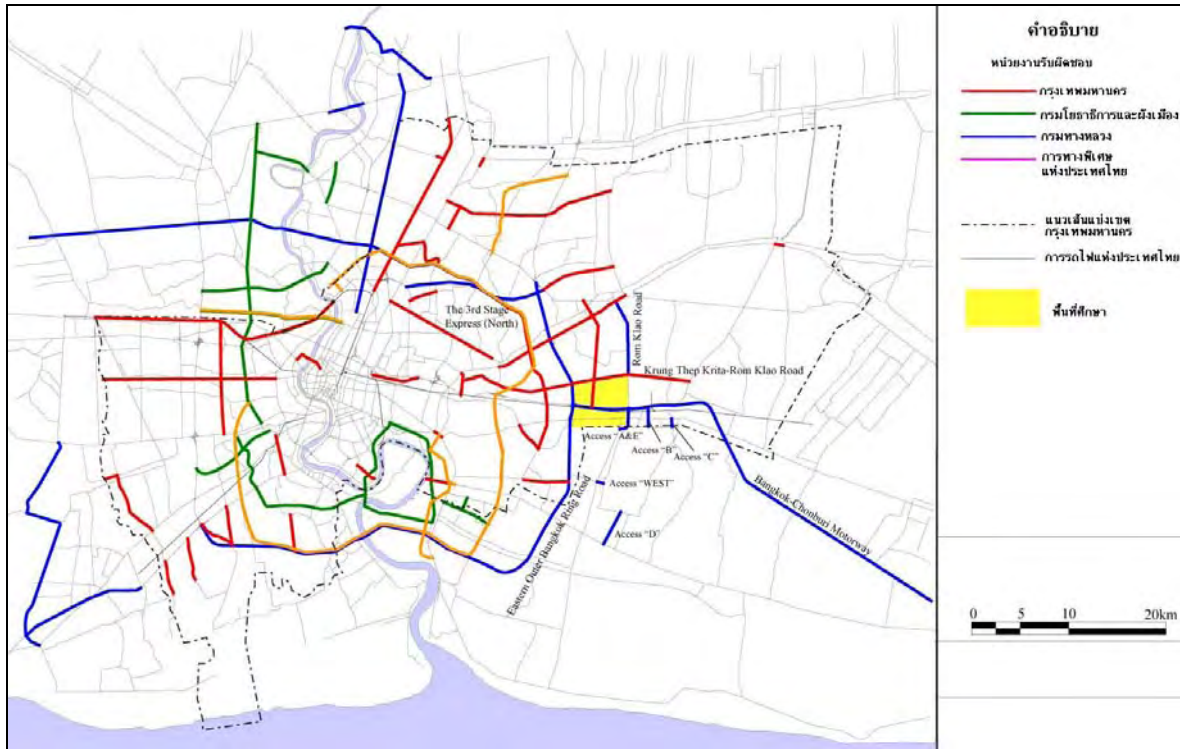 คำอธิบาย
หน่วยงานรับผิดชอบ
กรุงเทพมหานคร
กรมโยธาธิการและผังเมือง
กรมทางหลวง
การทางพิเศษ
แห่งประเทศไทย
แนวเส้นแบ่งเขต
กรุงเทพมหานคร
การรถไฟแห่งประเทศไทย
พื้นที่ศึกษา
0 5 10 20km
The 3rd Stage
Express (North)
Rom Klao Road
Krung Thep Krita-Rom Klao Road
Access "A&E"
Access "B"
Access "C"
Access "WEST"
Access "D"
Eastern Outer Bangkok Ring Road
Bangkok-Chonburi Motorway